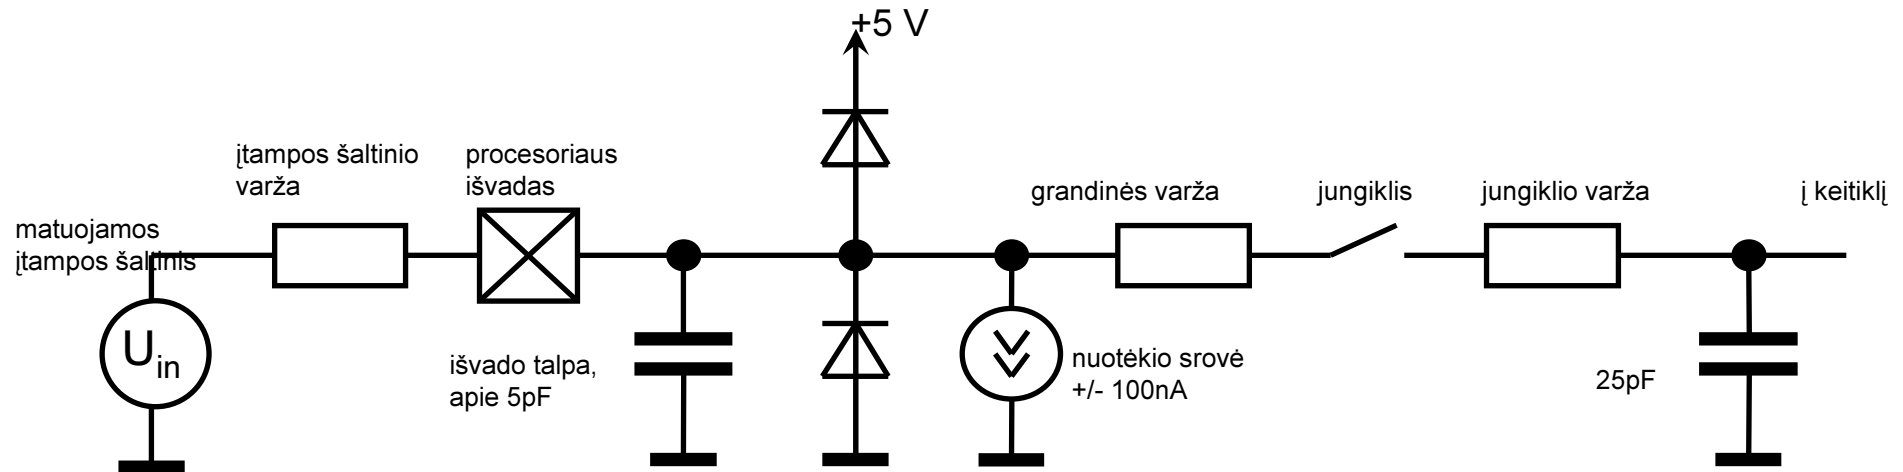 +5 V
įtampos šaltinio
varža
procesoriaus
išvadas
grandinės varža
jungiklis
jungiklio varža
į keitiklį
matuojamos
įtampos šaltinis
Uin
išvado talpa,
apie 5pF
nuotėkio srovė
+/- 100nA
25pF